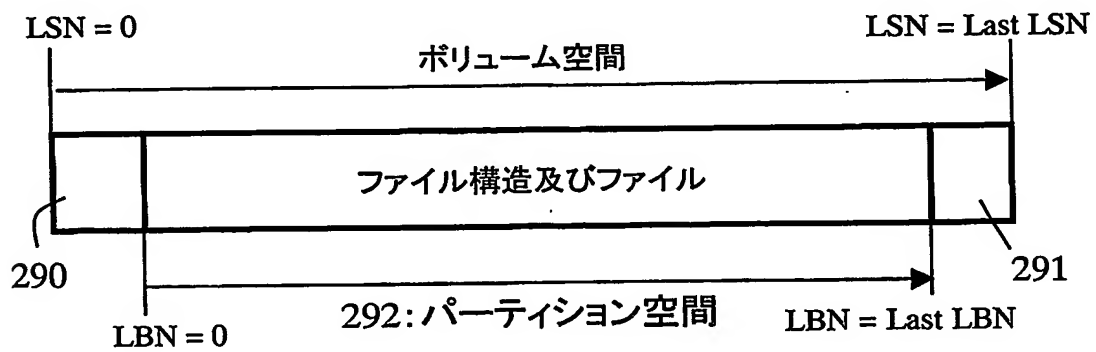 LSN = 0
LSN = Last LSN
ボリューム空間
ファイル構造及びファイル
290
291
292:パーティション空間
LBN = 0
LBN = Last LBN